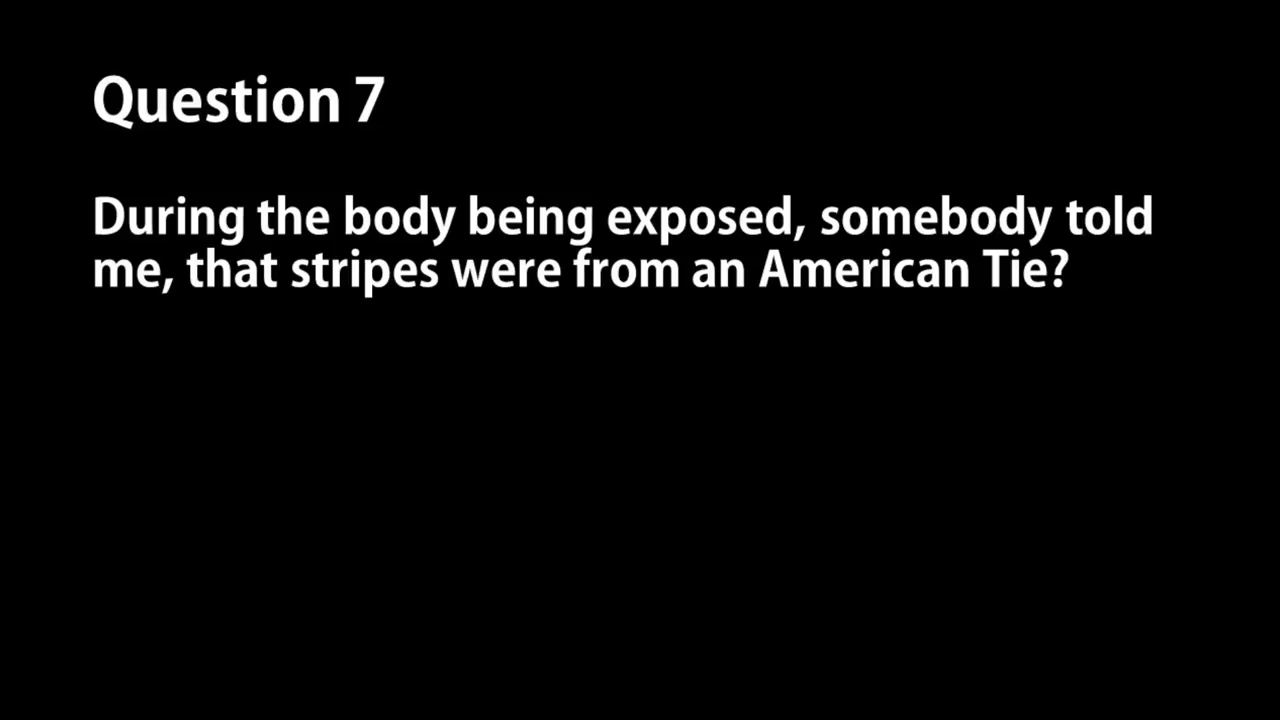 Question 7
During the body being exposed, somebody told
me, that stripes were from an American Tie?